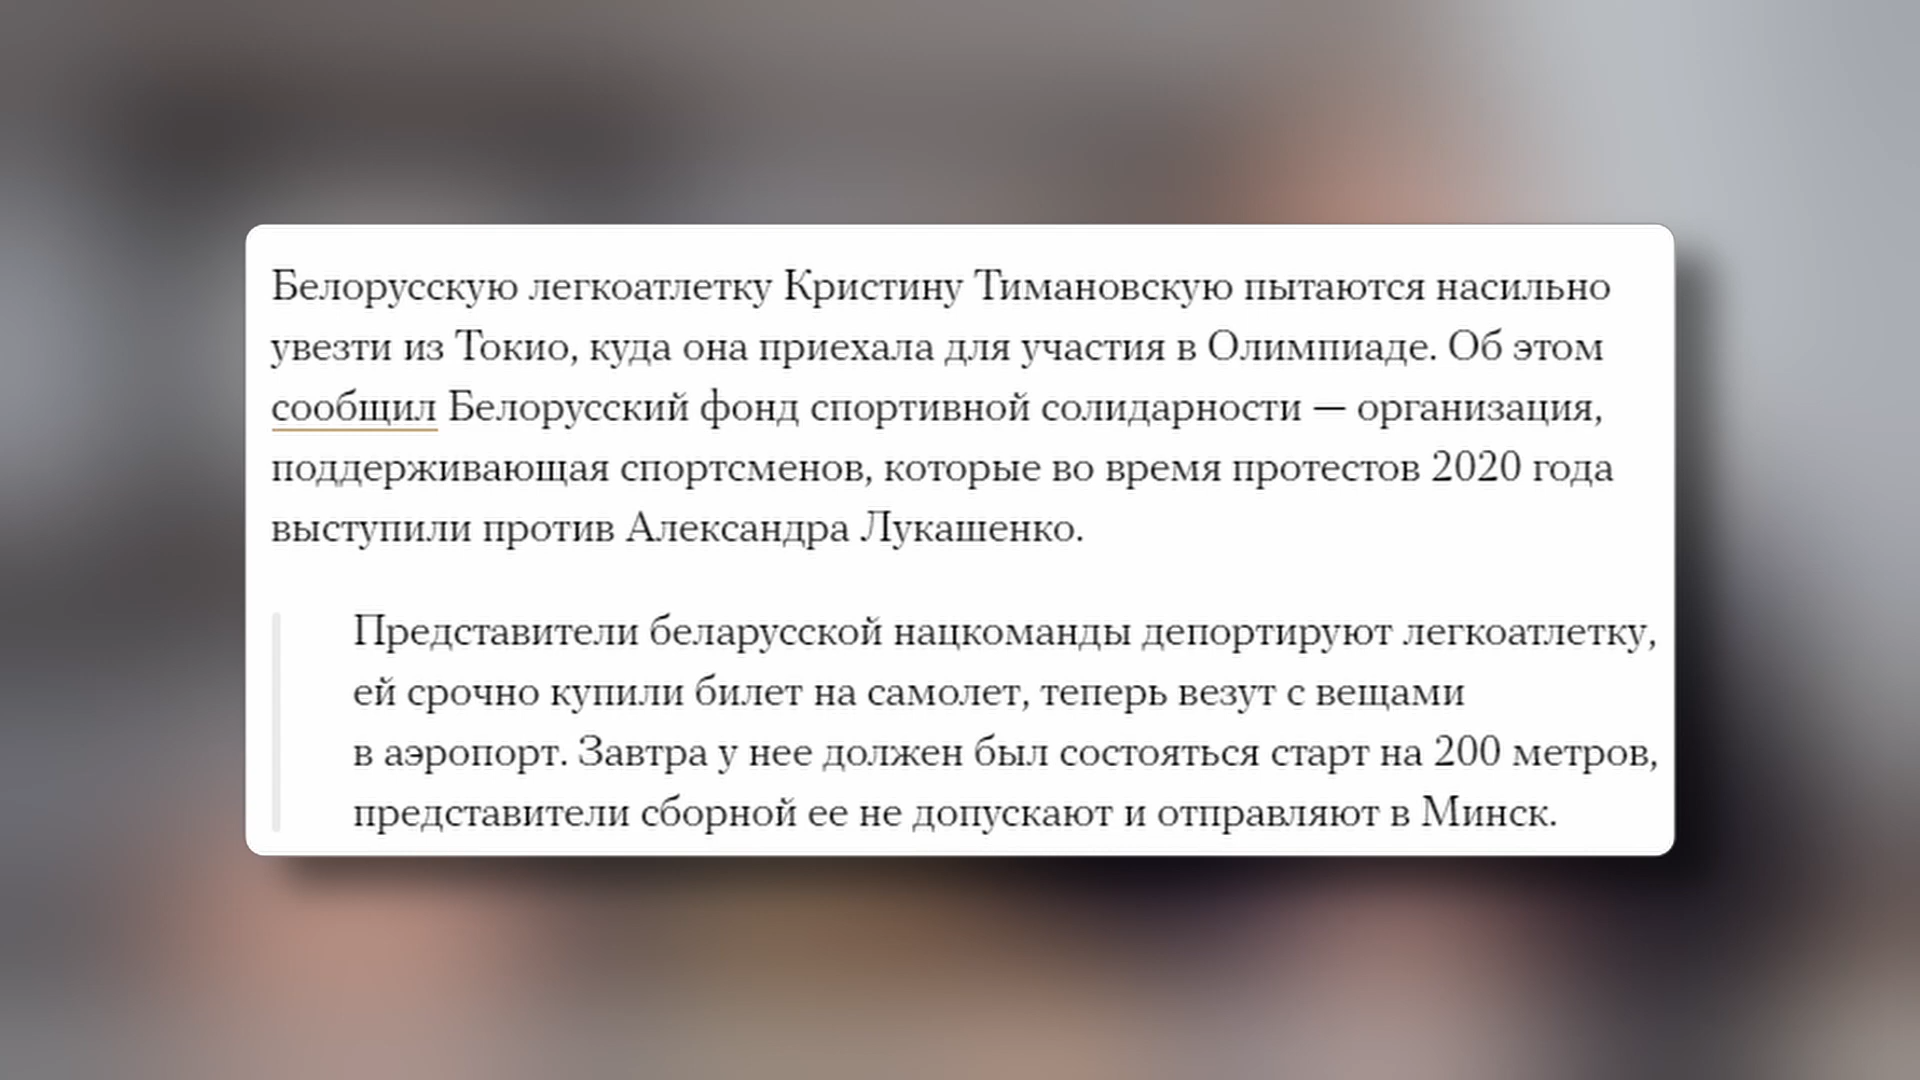 Белорусскую легкоатлетку Кристину Тимановскую пытаются насильно
увезти из Токио, куда она приехала для участия в Олимпиаде. Об этом
сообщил Белорусский фонд спортивной солидарности — организация,
поддерживающая спортсменов, которые во время протестов 2020 года
выступили против Александра Лукашенко.
Представители беларусской нацкоманды депортируют легкоатлетку,
ей срочно купили билет на самолет, теперь везут с вещами
в аэропорт. Завтра у нее должен был состояться старт на 200 метров,
представители сборной ее не допускают и отправляют в Минск.